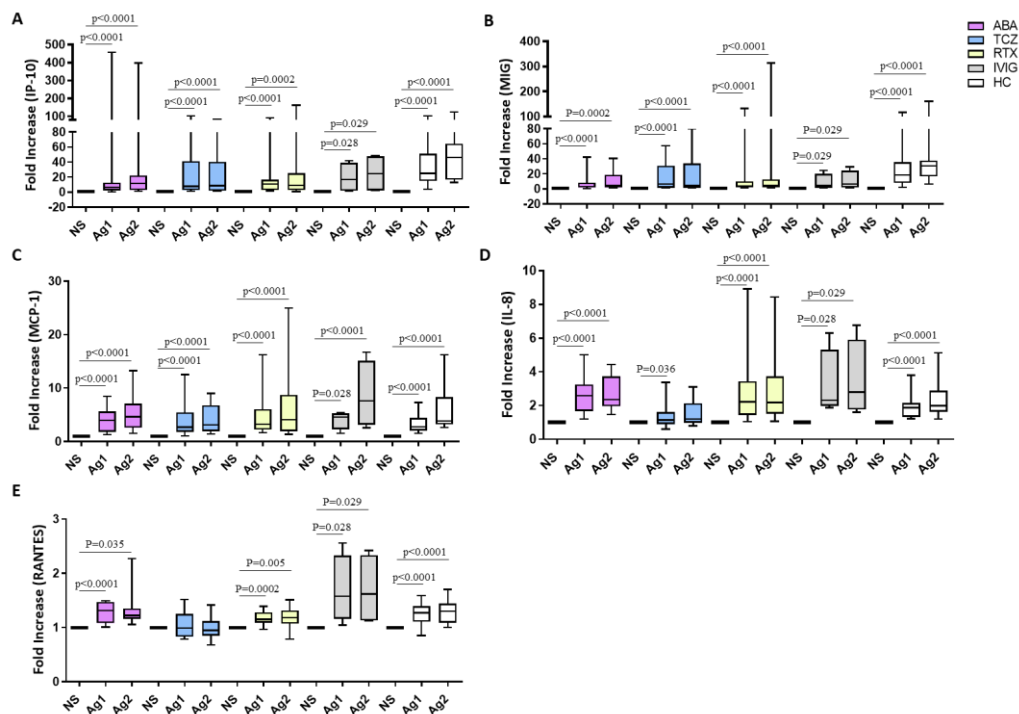 A
Fold Increase (IP-10)
500
400
300
200
100
80
60
40
20
0
-20
p<0.0001
p<0.0001
p<0.0001
p<0.0001
p=0.0002
p<0.0001
p=0.029
p=0.028
p<0.0001
p<0.0001
NS Ag1 Ag2 NS Ag1 Ag2 NS Ag1 Ag2 NS Ag1 Ag2 NS Ag1 Ag2
B
Fold Increase (MIG)
400
300
200
100
80
60
40
20
0
-20
P=0.0002
p<0.0001
p<0.0001
p<0.0001
p<0.0001
p<0.0001
P=0.029
P=0.029
p<0.0001
p<0.0001
NS Ag1 Ag2 NS Ag1 Ag2 NS Ag1 Ag2 NS Ag1 Ag2 NS Ag1 Ag2
ABA
TCZ
RTX
IVIG
HC
C
Fold Increase (MCP-1)
30
20
10
0
p<0.0001
p<0.0001
p<0.0001
p<0.0001
p<0.0001
p<0.0001
p<0.0001
P=0.028
p<0.0001
p<0.0001
NS Ag1 Ag2 NS Ag1 Ag2 NS Ag1 Ag2 NS Ag1 Ag2 NS Ag1 Ag2
D
Fold Increase (IL-8)
10
8
6
4
2
0
p<0.0001
p<0.0001
P=0.036
p<0.0001
p<0.0001
P=0.029
P=0.028
p<0.0001
p<0.0001
NS Ag1 Ag2 NS Ag1 Ag2 NS Ag1 Ag2 NS Ag1 Ag2 NS Ag1 Ag2
E
Fold Increase (RANTES)
3
2
1
0
P=0.035
p<0.0001
P=0.005
P=0.0002
P=0.029
P=0.028
p<0.0001
p<0.0001
NS Ag1 Ag2 NS Ag1 Ag2 NS Ag1 Ag2 NS Ag1 Ag2 NS Ag1 Ag2